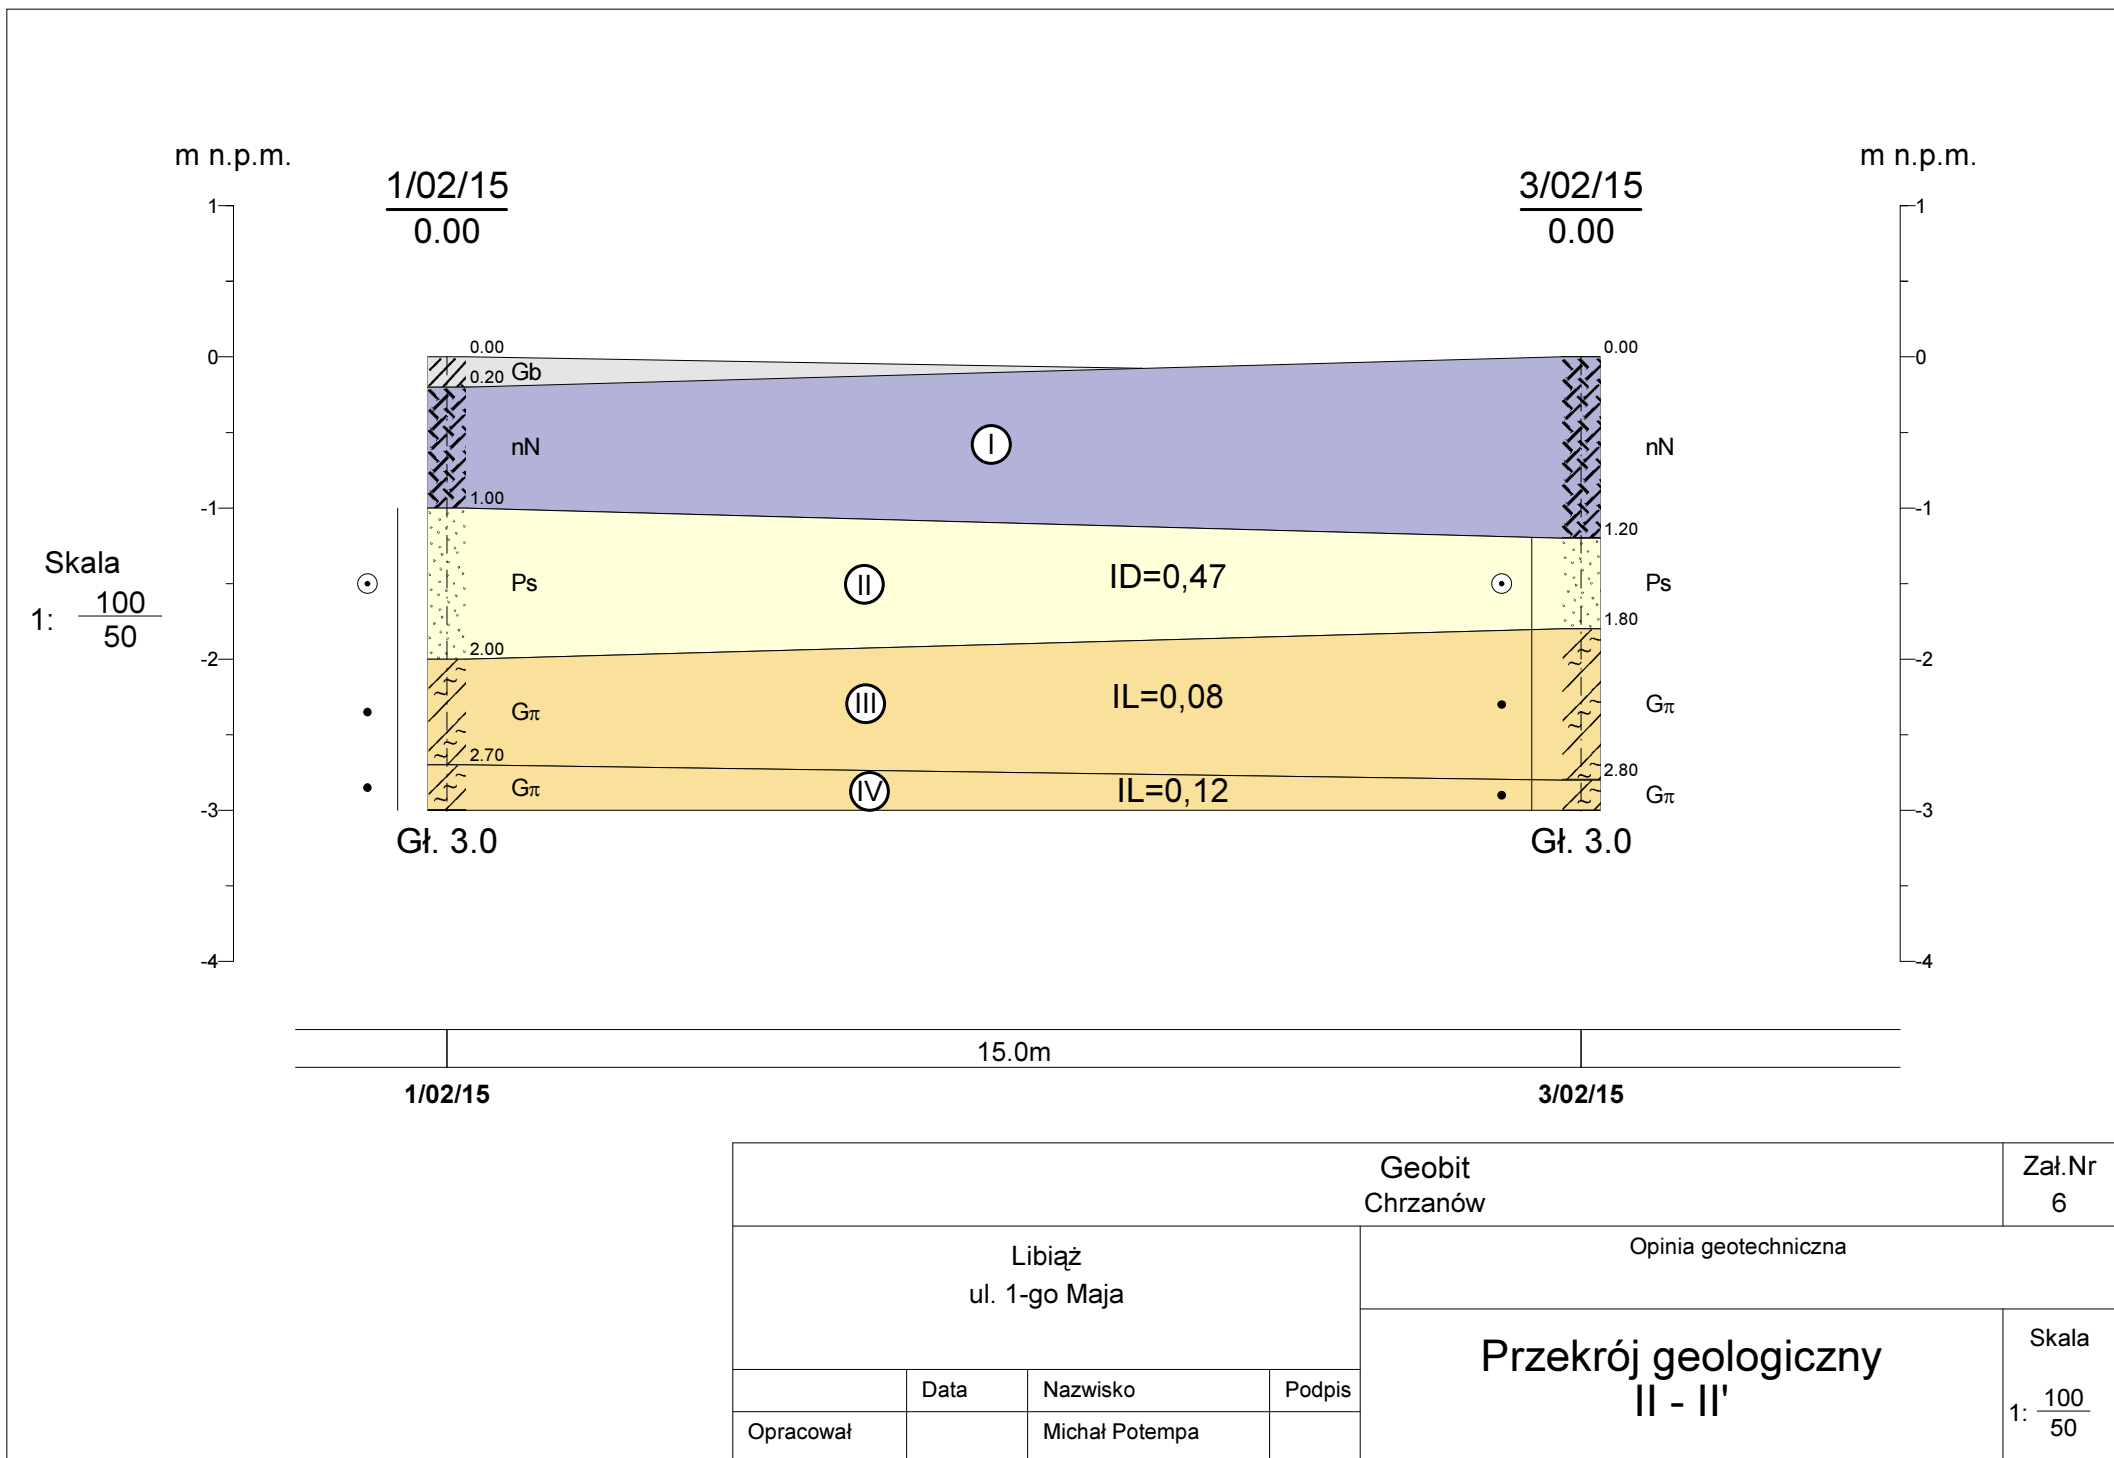 m n.p.m.
m n.p.m.
1/02/15
0.00
3/02/15
0.00
1
0
-1
-2
-3
-4
1
0
-1
-2
-3
-4
Skala
1: 100
50
0.00
0.20
Gb
nN
1.00
Ps
2.00
Gπ
2.70
Gπ
Gł. 3.0
I
II
ID=0,47
III
IL=0,08
IV
IL=0,12
0.00
nN
1.20
Ps
1.80
Gπ
2.80
Gπ
Gł. 3.0
15.0m
1/02/15
3/02/15
Geobit
Chrzanów
Zał.Nr
6
Libiąż
ul. 1-go Maja
Opinia geotechniczna
Przekrój geologiczny
II - II'
Skala
1: 100
50
Data Nazwisko Podpis
Opracował Michał Potempa